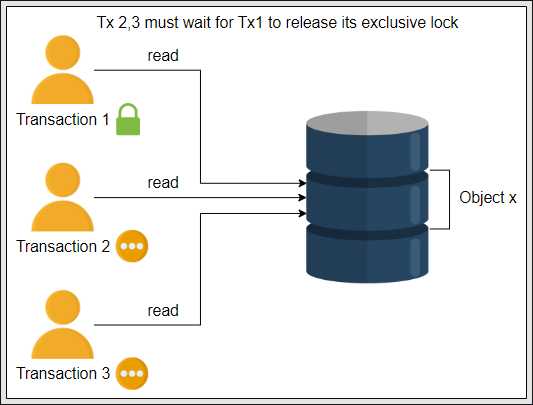 Tx 2,3 must wait for Tx1 to release its exclusive lock
read
Transaction 1
read
Object x
Transaction 2
read
Transaction 3